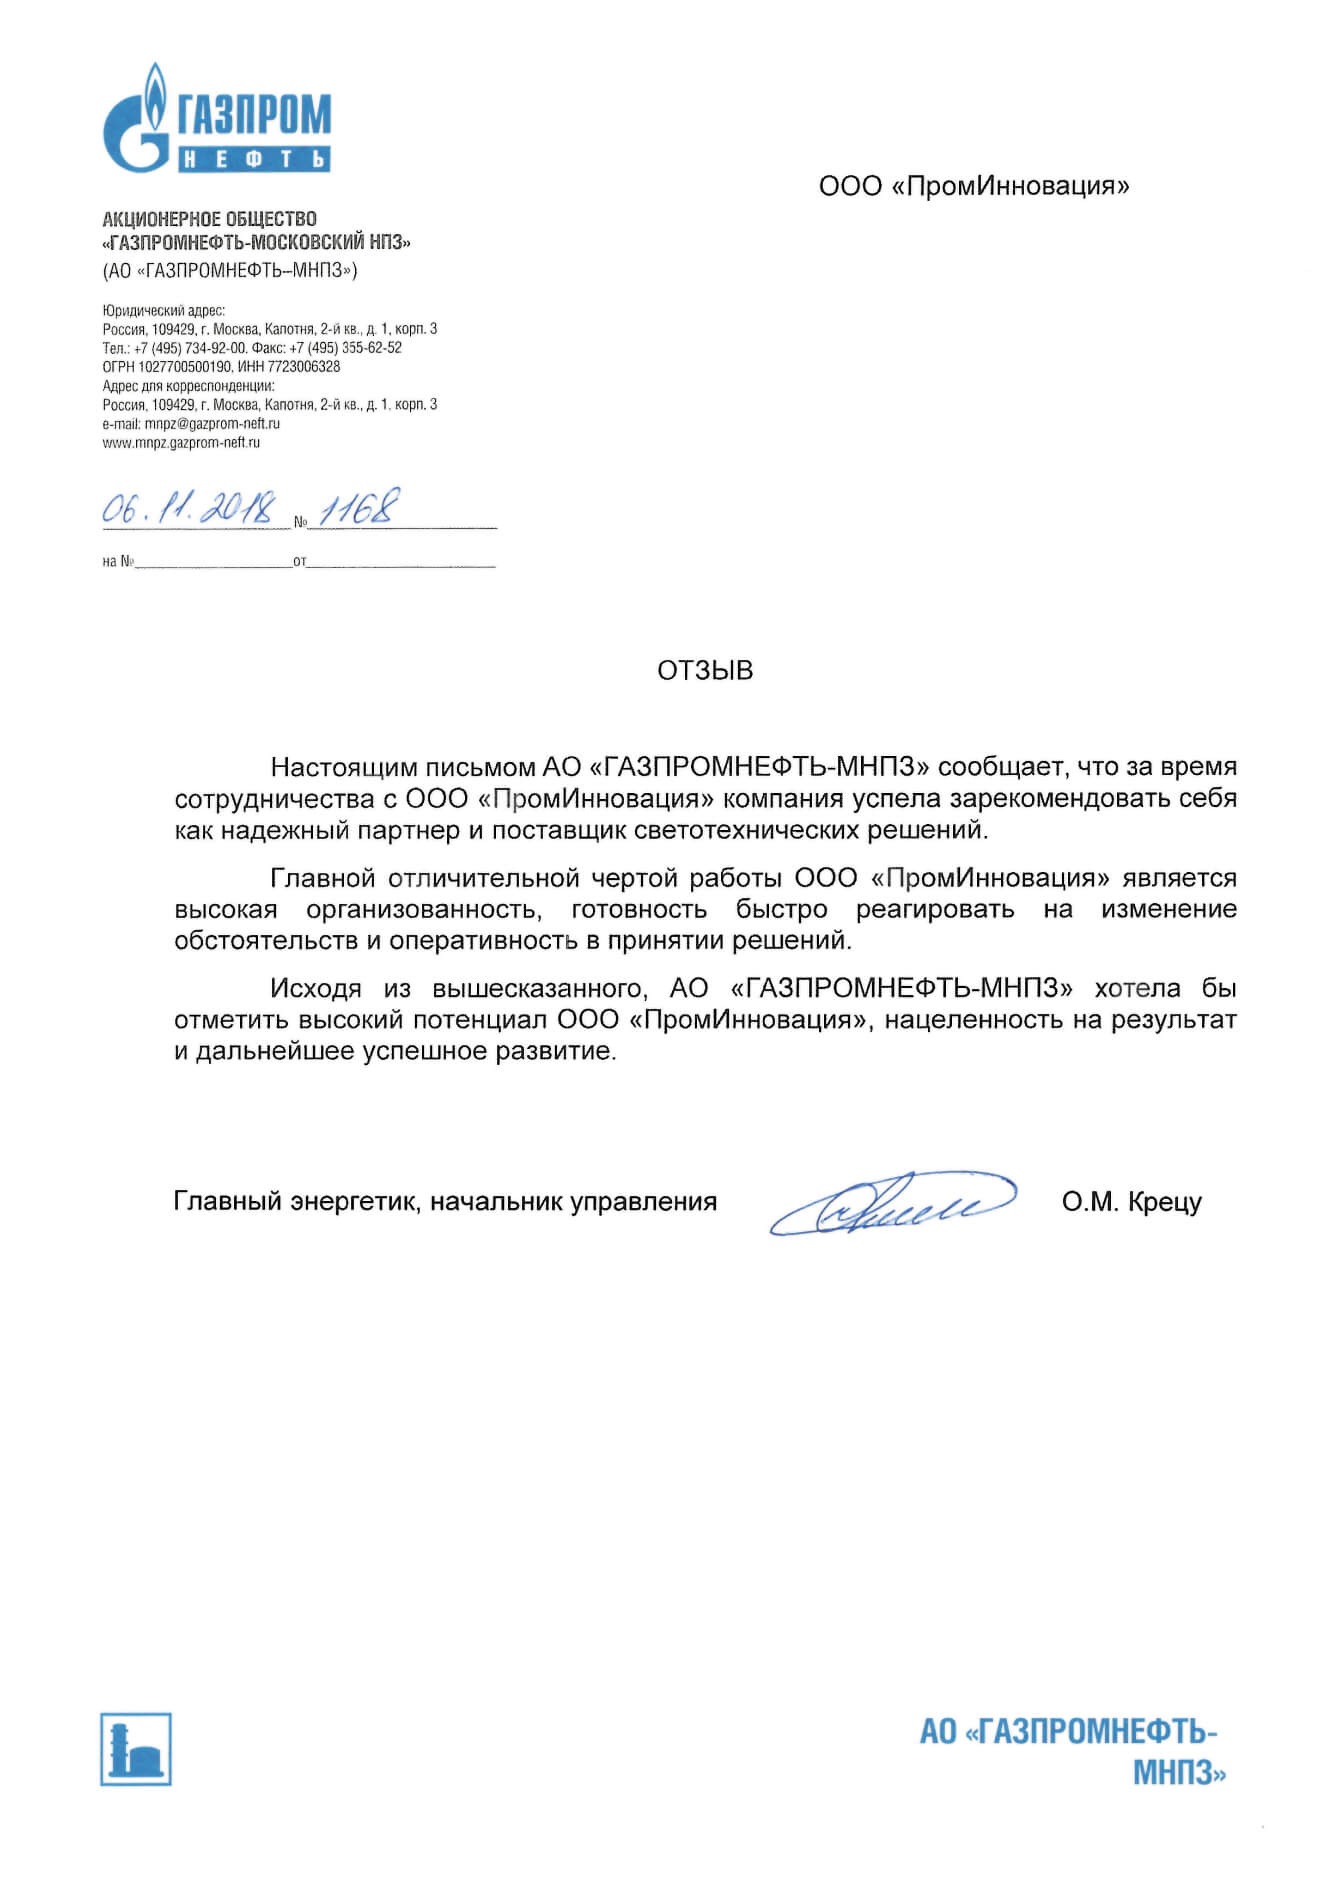 ГАЗПРОМ
НЕФТЬ
ООО «ПромИнновация»
АКЦИОНЕРНОЕ ОБЩЕСТВО
«ГАЗПРОМНЕФТЬ-МОСКОВСКИЙ НПЗ»
(АО «ГАЗПРОМНЕФТЬ–МНПЗ»)
Юридический адрес:
Россия, 109429, г. Москва, Капотня, 2-й кв., д. 1, корп. 3
Тел.: +7 (495) 734-92-00. Факс: +7 (495) 355-62-52
ОГРН 1027700500190, ИНН 7723006328
Адрес для корреспонденции:
Россия, 109429, г. Москва, Капотня, 2-й кв., д. 1, корп. 3
e-mail: mnpz@gazprom-neft.ru
www.mnpz.gazprom-neft.ru
06.11.2018 № 1168
на № от
ОТЗЫВ
Настоящим письмом АО «ГАЗПРОМНЕФТЬ-МНПЗ» сообщает, что за время
сотрудничества с ООО «ПромИнновация» компания успела зарекомендовать себя
как надежный партнер и поставщик светотехнических решений.
Главной отличительной чертой работы ООО «ПромИнновация» является
высокая организованность, готовность быстро реагировать на изменение
обстоятельств и оперативность в принятии решений.
Исходя из вышесказанного, АО «ГАЗПРОМНЕФТЬ-МНПЗ» хотела бы
отметить высокий потенциал ООО «ПромИнновация», нацеленность на результат
и дальнейшее успешное развитие.
Главный энергетик, начальник управления О.М. Крецу
АО «ГАЗПРОМНЕФТЬ-
МНПЗ»